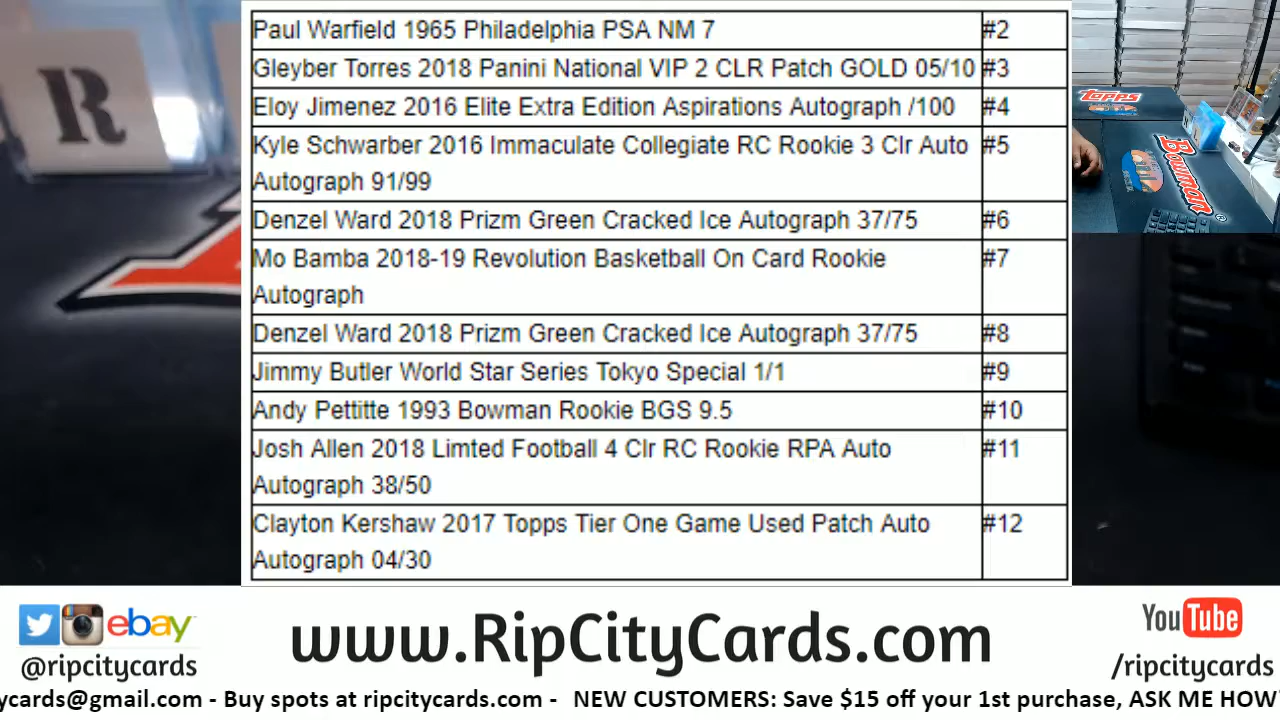 Paul Warfield 1965 Philadelphia PSA NM 7 #2
Gleyber Torres 2018 Panini National VIP 2 CLR Patch GOLD 05/10 #3
Eloy Jimenez 2016 Elite Extra Edition Aspirations Autograph /100 #4
Kyle Schwarber 2016 Immaculate Collegiate RC Rookie 3 Clr Auto #5
Autograph 91/99
Denzel Ward 2018 Prizm Green Cracked Ice Autograph 37/75 #6
Mo Bamba 2018-19 Revolution Basketball On Card Rookie #7
Autograph
Denzel Ward 2018 Prizm Green Cracked Ice Autograph 37/75 #8
Jimmy Butler World Star Series Tokyo Special 1/1 #9
Andy Pettitte 1993 Bowman Rookie BGS 9.5 #10
Josh Allen 2018 Limted Football 4 Clr RC Rookie RPA Auto #11
Autograph 38/50
Clayton Kershaw 2017 Topps Tier One Game Used Patch Auto #12
Autograph 04/30
R
Topps
Bowman
ebay
@ripcitycards
www.RipCityCards.com
YouTube
/ripcitycards
ycards@gmail.com - Buy spots at ripcitycards.com - NEW CUSTOMERS: Save $15 off your 1st purchase, ASK ME HOW